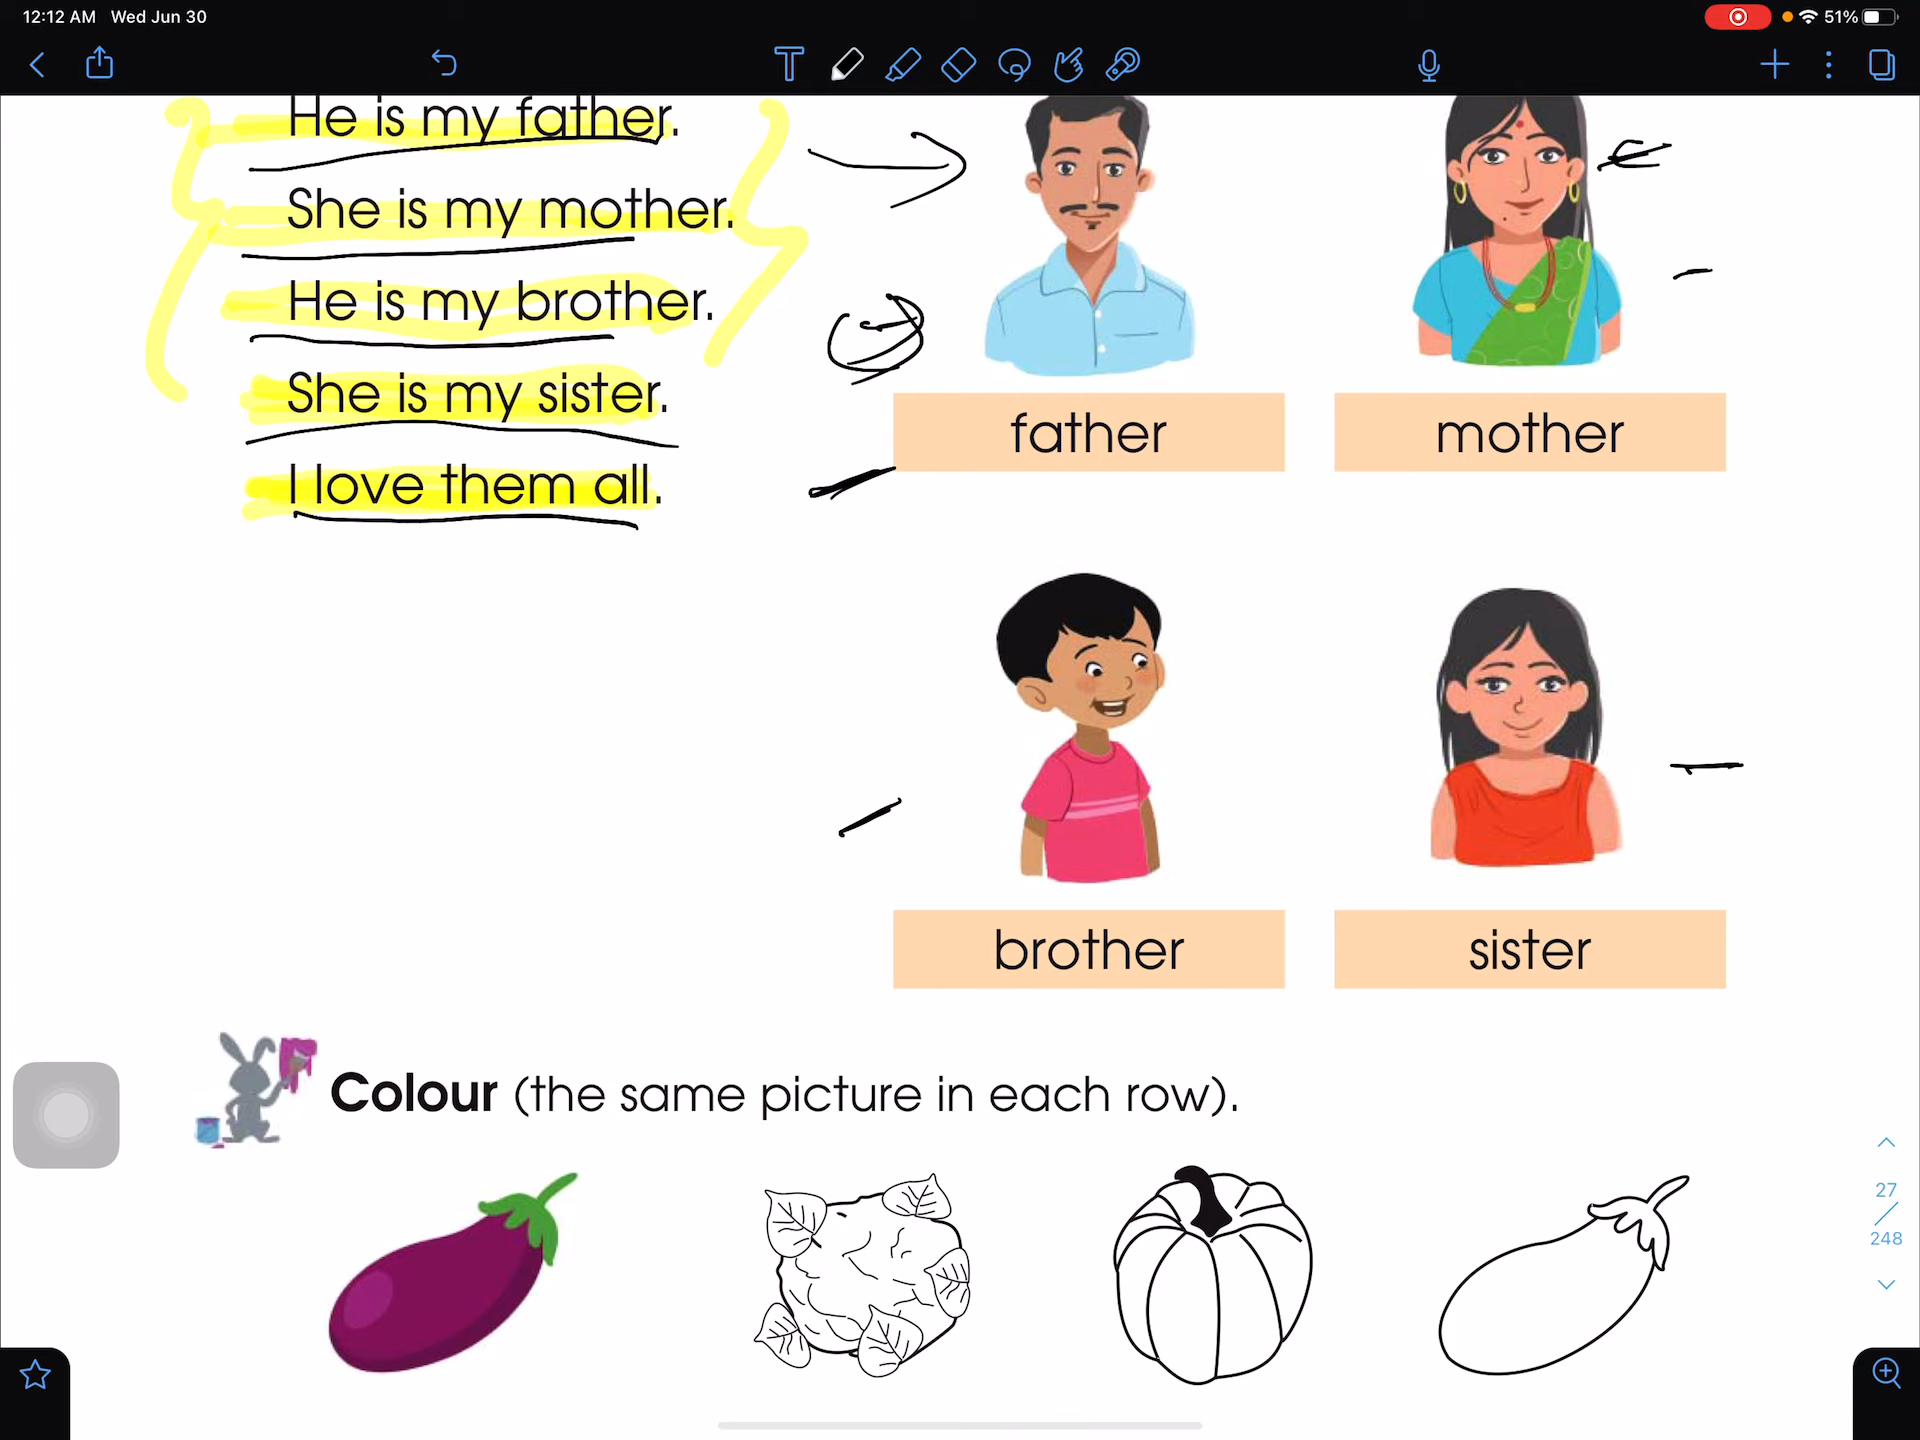 12:12 AM Wed Jun 30
51%
He is my father.
She is my mother.
He is my brother.
She is my sister.
I love them all.
father
mother
brother
sister
Colour (the same picture in each row).
27
248